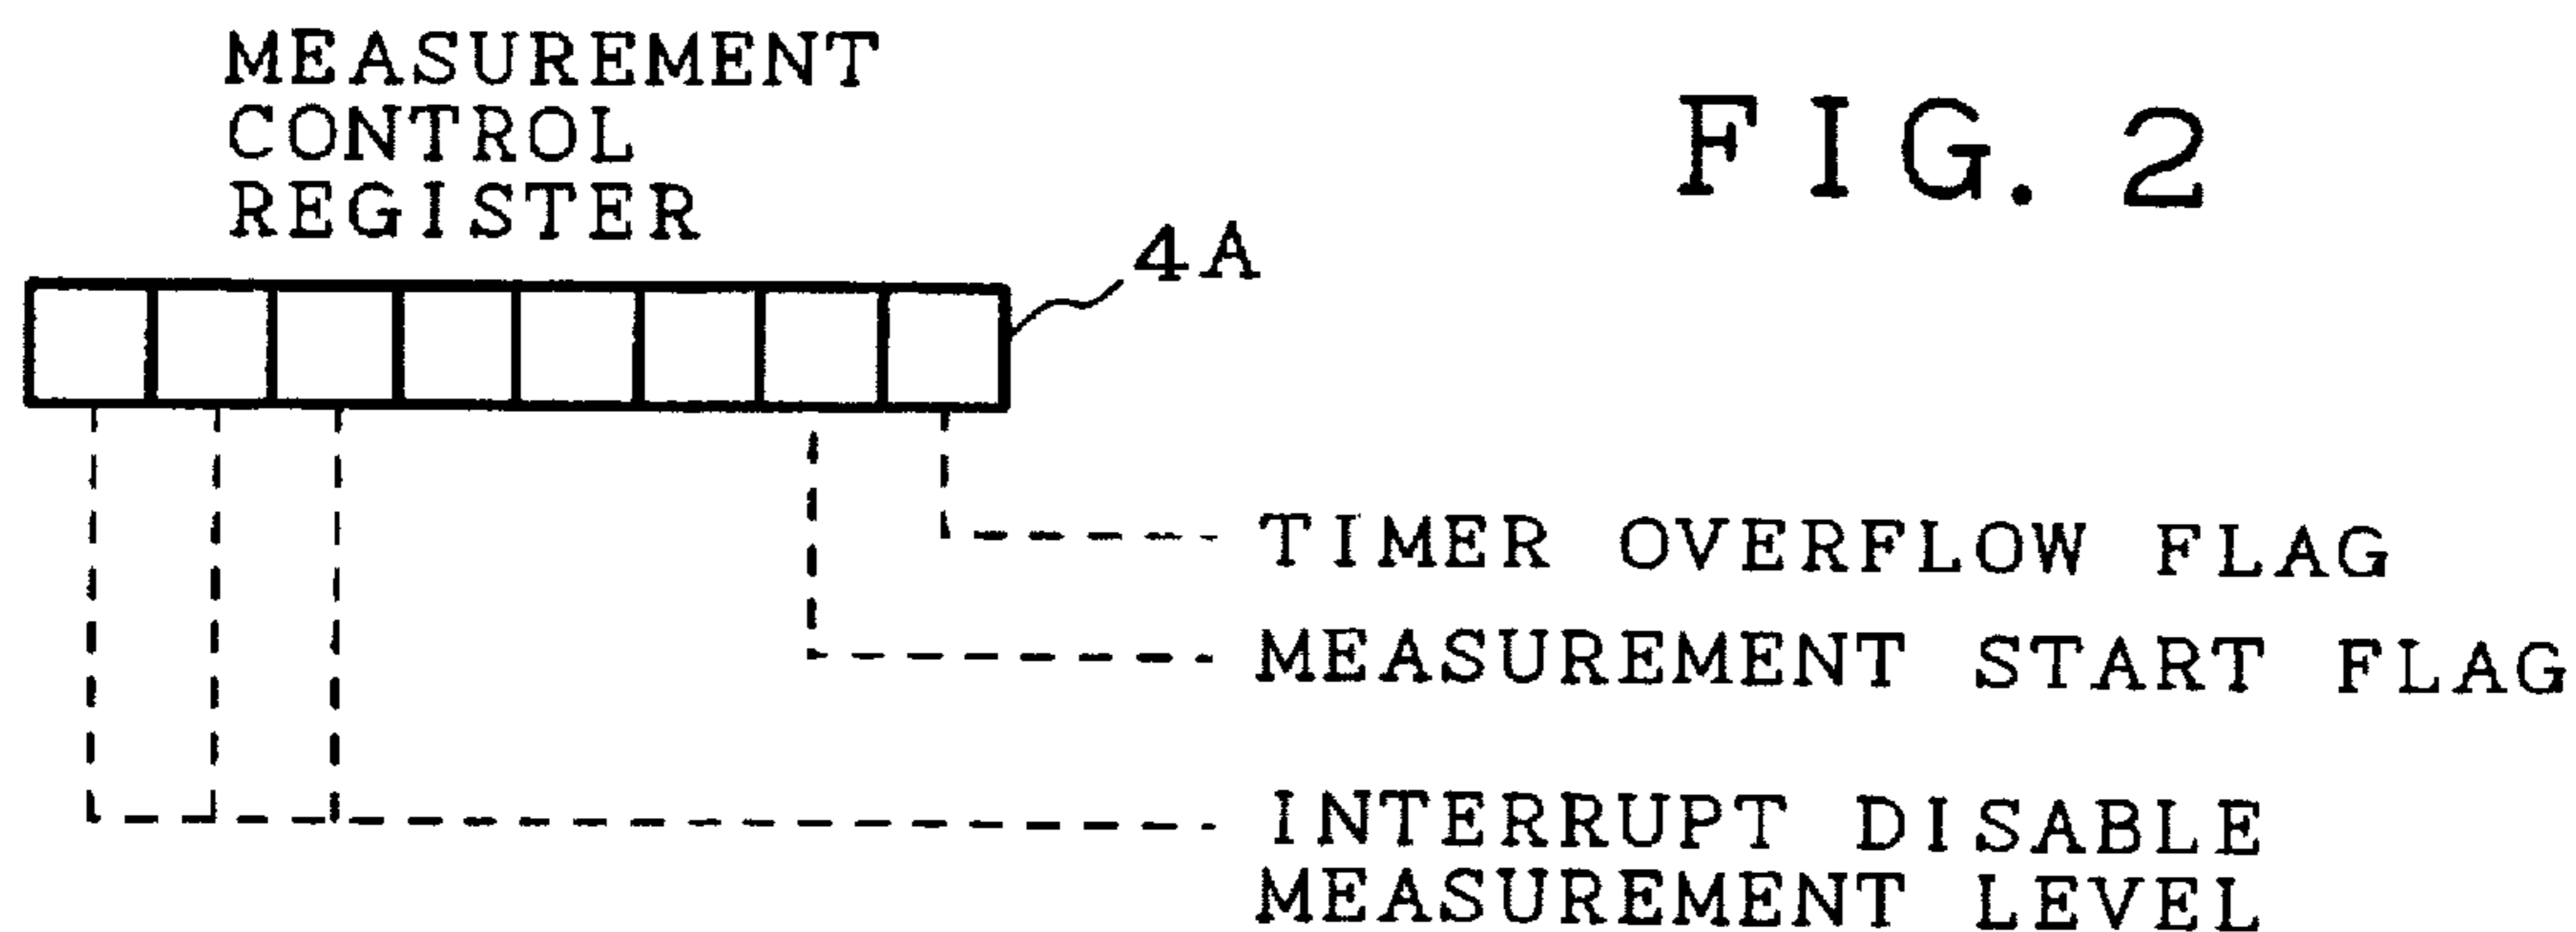 MEASUREMENT
CONTROL
REGISTER
FIG. 2
4A
TIMER OVERFLOW FLAG
MEASUREMENT START FLAG
INTERRUPT DISABLE
MEASUREMENT LEVEL